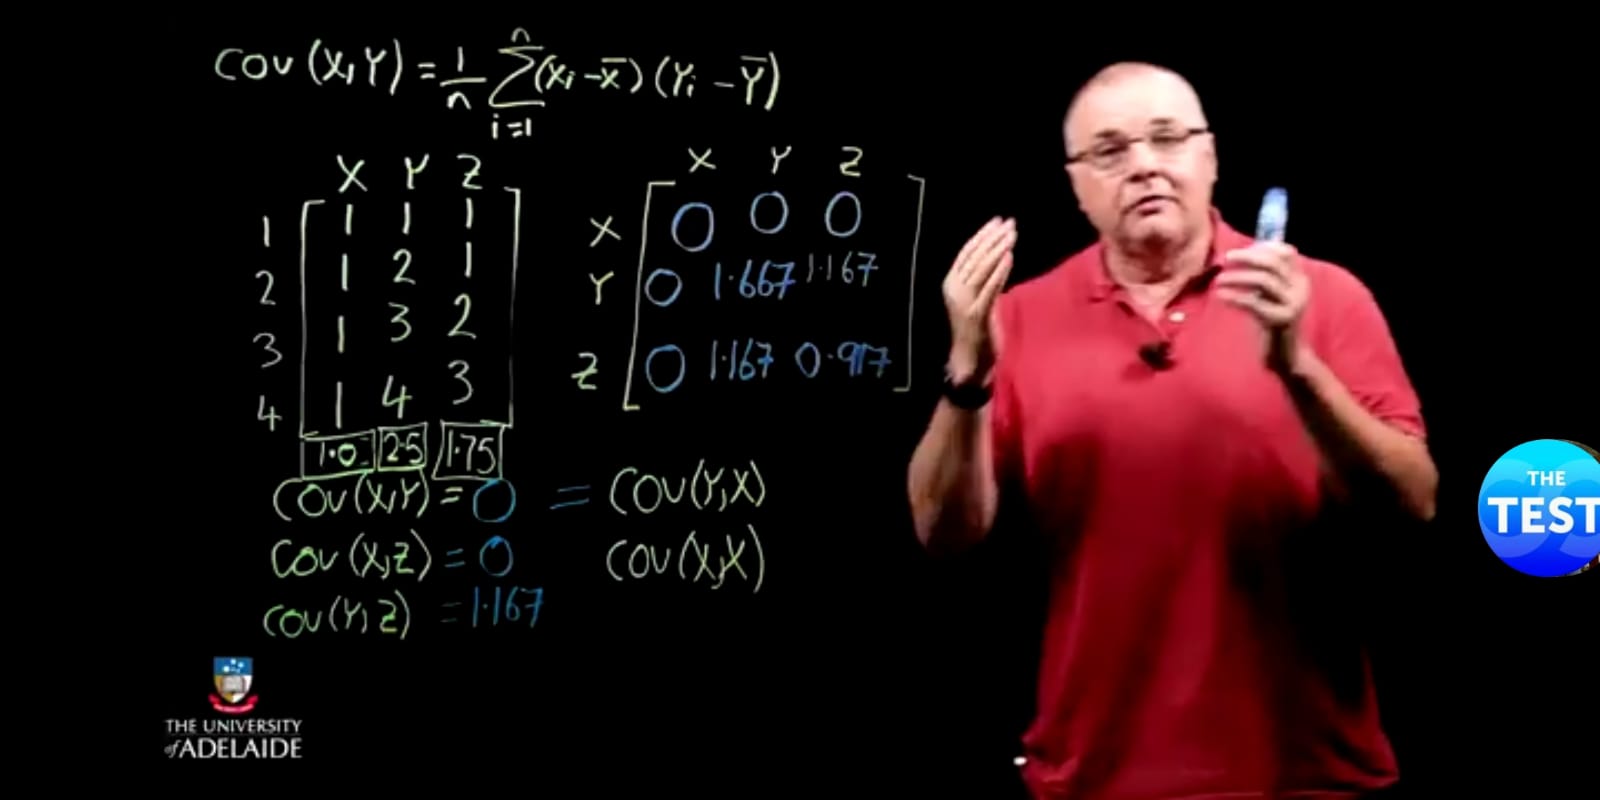 cov (X,Y) = 1/n n Σ i=1 (Xi - X̄) (Yi - Ȳ)
X Y Z
1 1 1 1
2 1 2 1
3 1 3 2
4 1 4 3
1.0 2.5 1.75
X Y Z
X 0 0 0
Y 0 1.667 1.167
Z 0 1.167 0.917
cov(X,Y) = 0 = cov(Y,X)
cov(X,Z) = 0 cov(X,X)
cov(Y,Z) = 1.167
THE UNIVERSITY
of ADELAIDE
THE
TEST